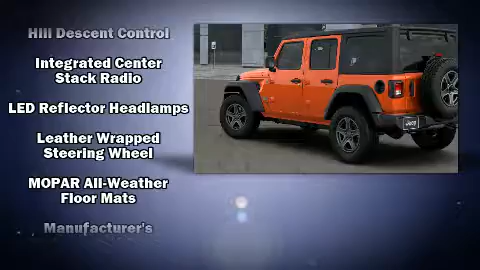 Hill Descent Control
Integrated Center
Stack Radio
LED Reflector Headlamps
Leather Wrapped
Steering Wheel
MOPAR All-Weather
Floor Mats
Manufacturer's
Jeep